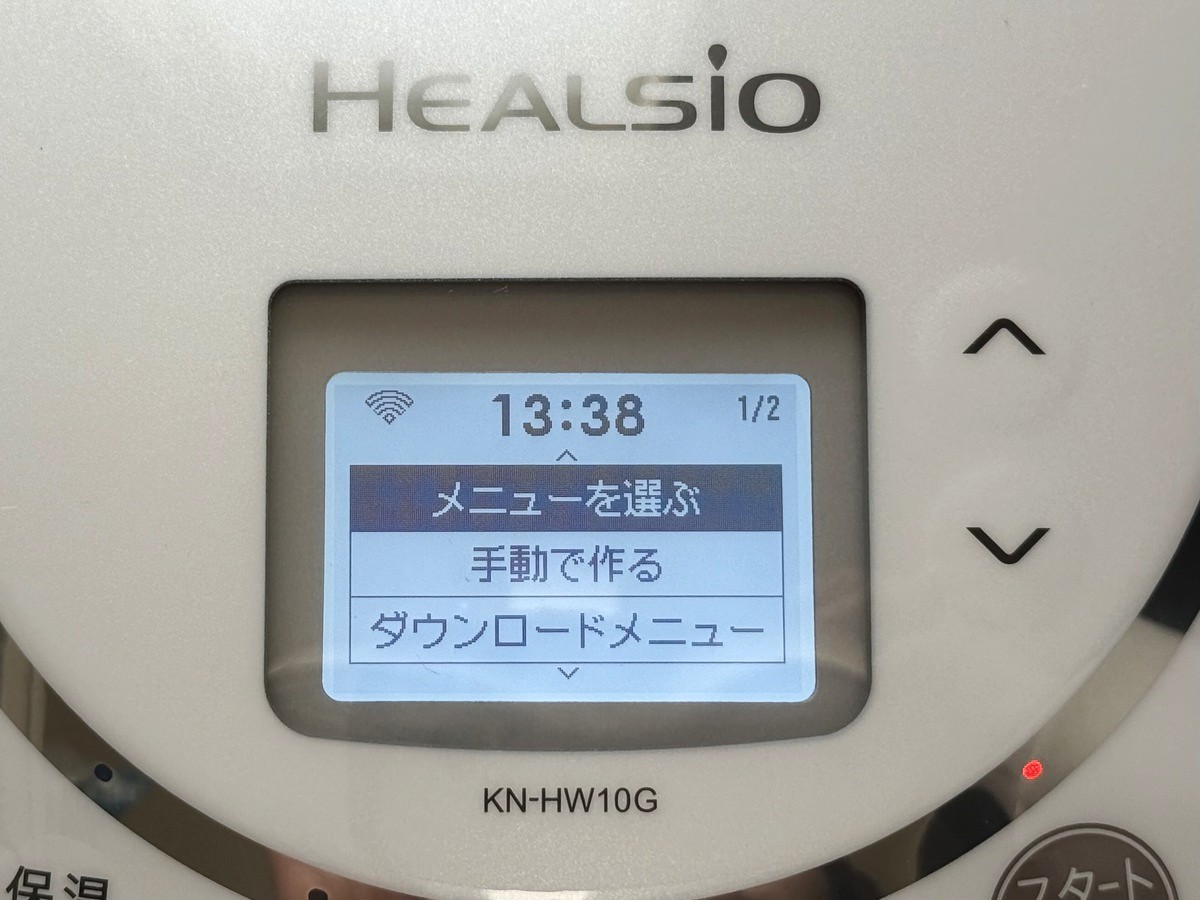 HEALSIO
13:38
1/2
メニューを選ぶ
手動で作る
ダウンロードメニュー
KN-HW10G
保温
スタート